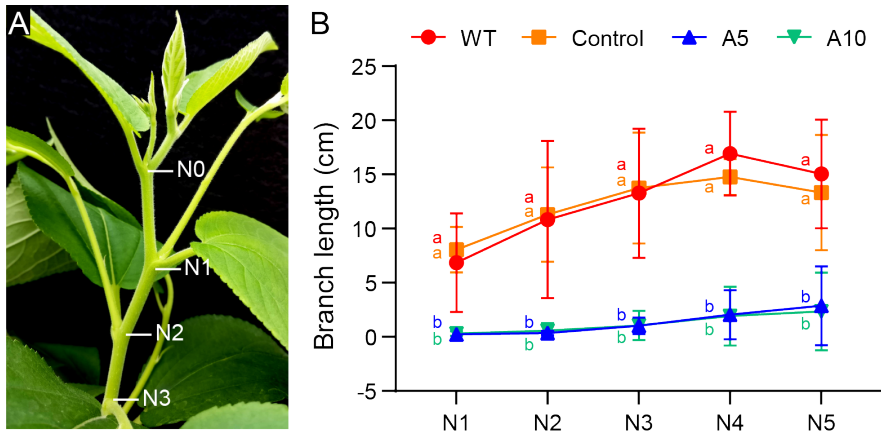 A
N0
N1
N2
N3
B
WT Control A5 A10
Branch length (cm)
25
20
15
10
5
0
-5
a a a a a
a a a a a
b b b b b
b b b b b
N1 N2 N3 N4 N5